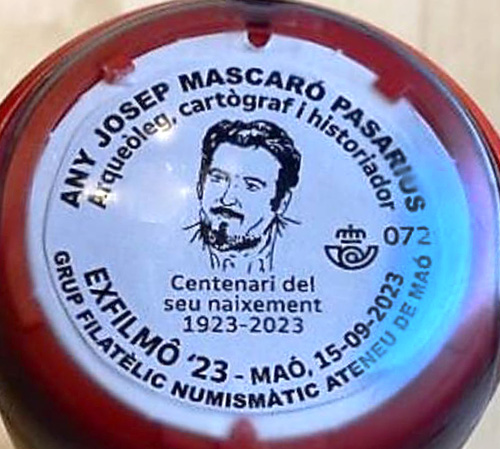 ANY JOSEP MASCARÓ PASARIUS
Arqueòleg, cartògraf i historiador
072
Centenari del
seu naixement
1923-2023
EXFILMÔ '23 - MAÓ, 15-09-2023
GRUP FILATÈLIC NUMISMÀTIC ATENEU DE MAÓ